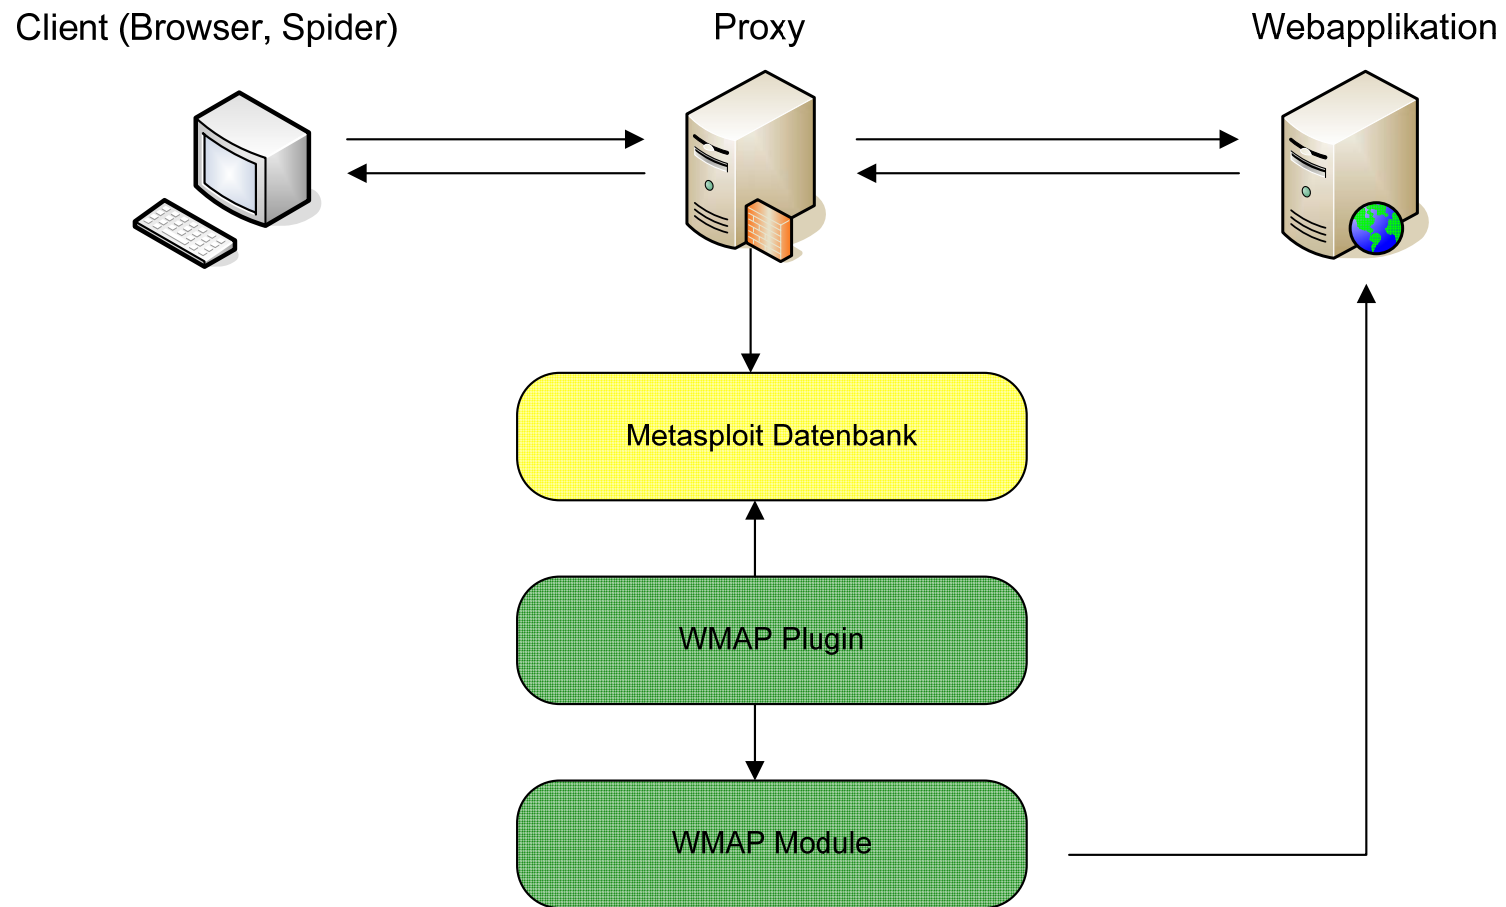 Client (Browser, Spider)
Proxy
Webapplikation
Metasploit Datenbank
WMAP Plugin
WMAP Module